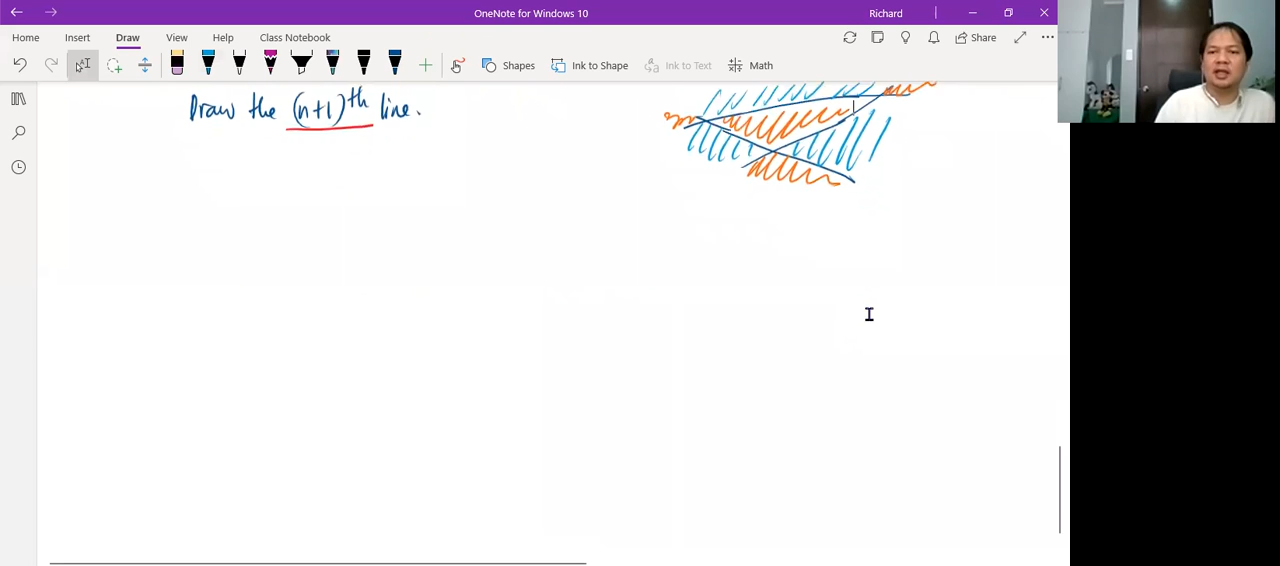 OneNote for Windows 10
Richard
Home
Insert
Draw
View
Help
Class Notebook
Share
Shapes
Ink to Shape
Ink to Text
Math
Draw the (n+1)^th line.